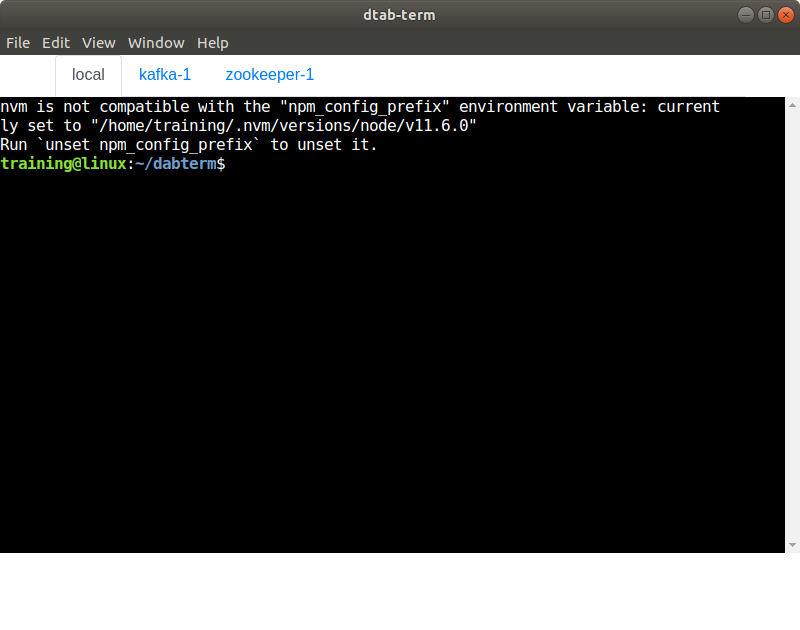 dtab-term
File Edit View Window Help
local kafka-1 zookeeper-1
nvm is not compatible with the "npm_config_prefix" environment variable: current
ly set to "/home/training/.nvm/versions/node/v11.6.0"
Run `unset npm_config_prefix` to unset it.
training@linux:~/dabterm$